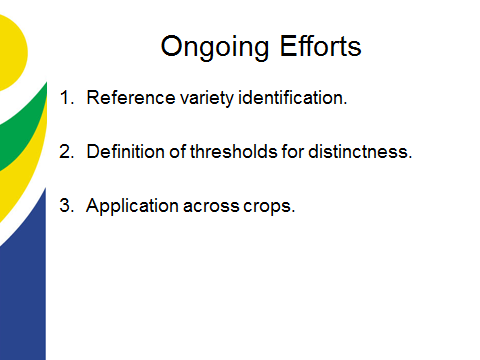 Ongoing Efforts
1. Reference variety identification.
2. Definition of thresholds for distinctness.
3. Application across crops.